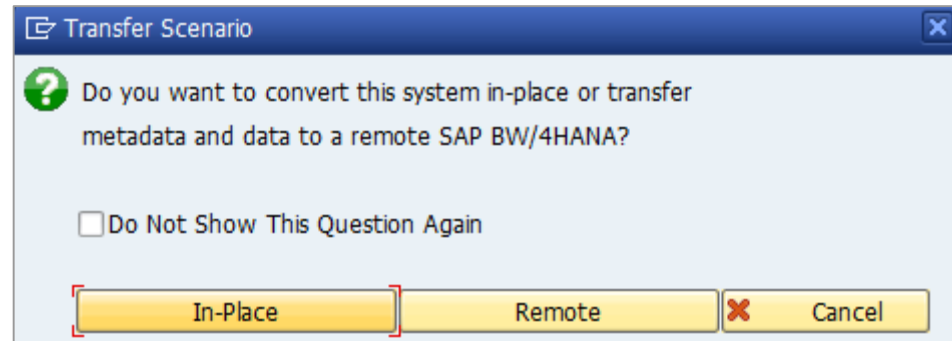 Transfer Scenario
Do you want to convert this system in-place or transfer
metadata and data to a remote SAP BW/4HANA?
Do Not Show This Question Again
In-Place
Remote
Cancel